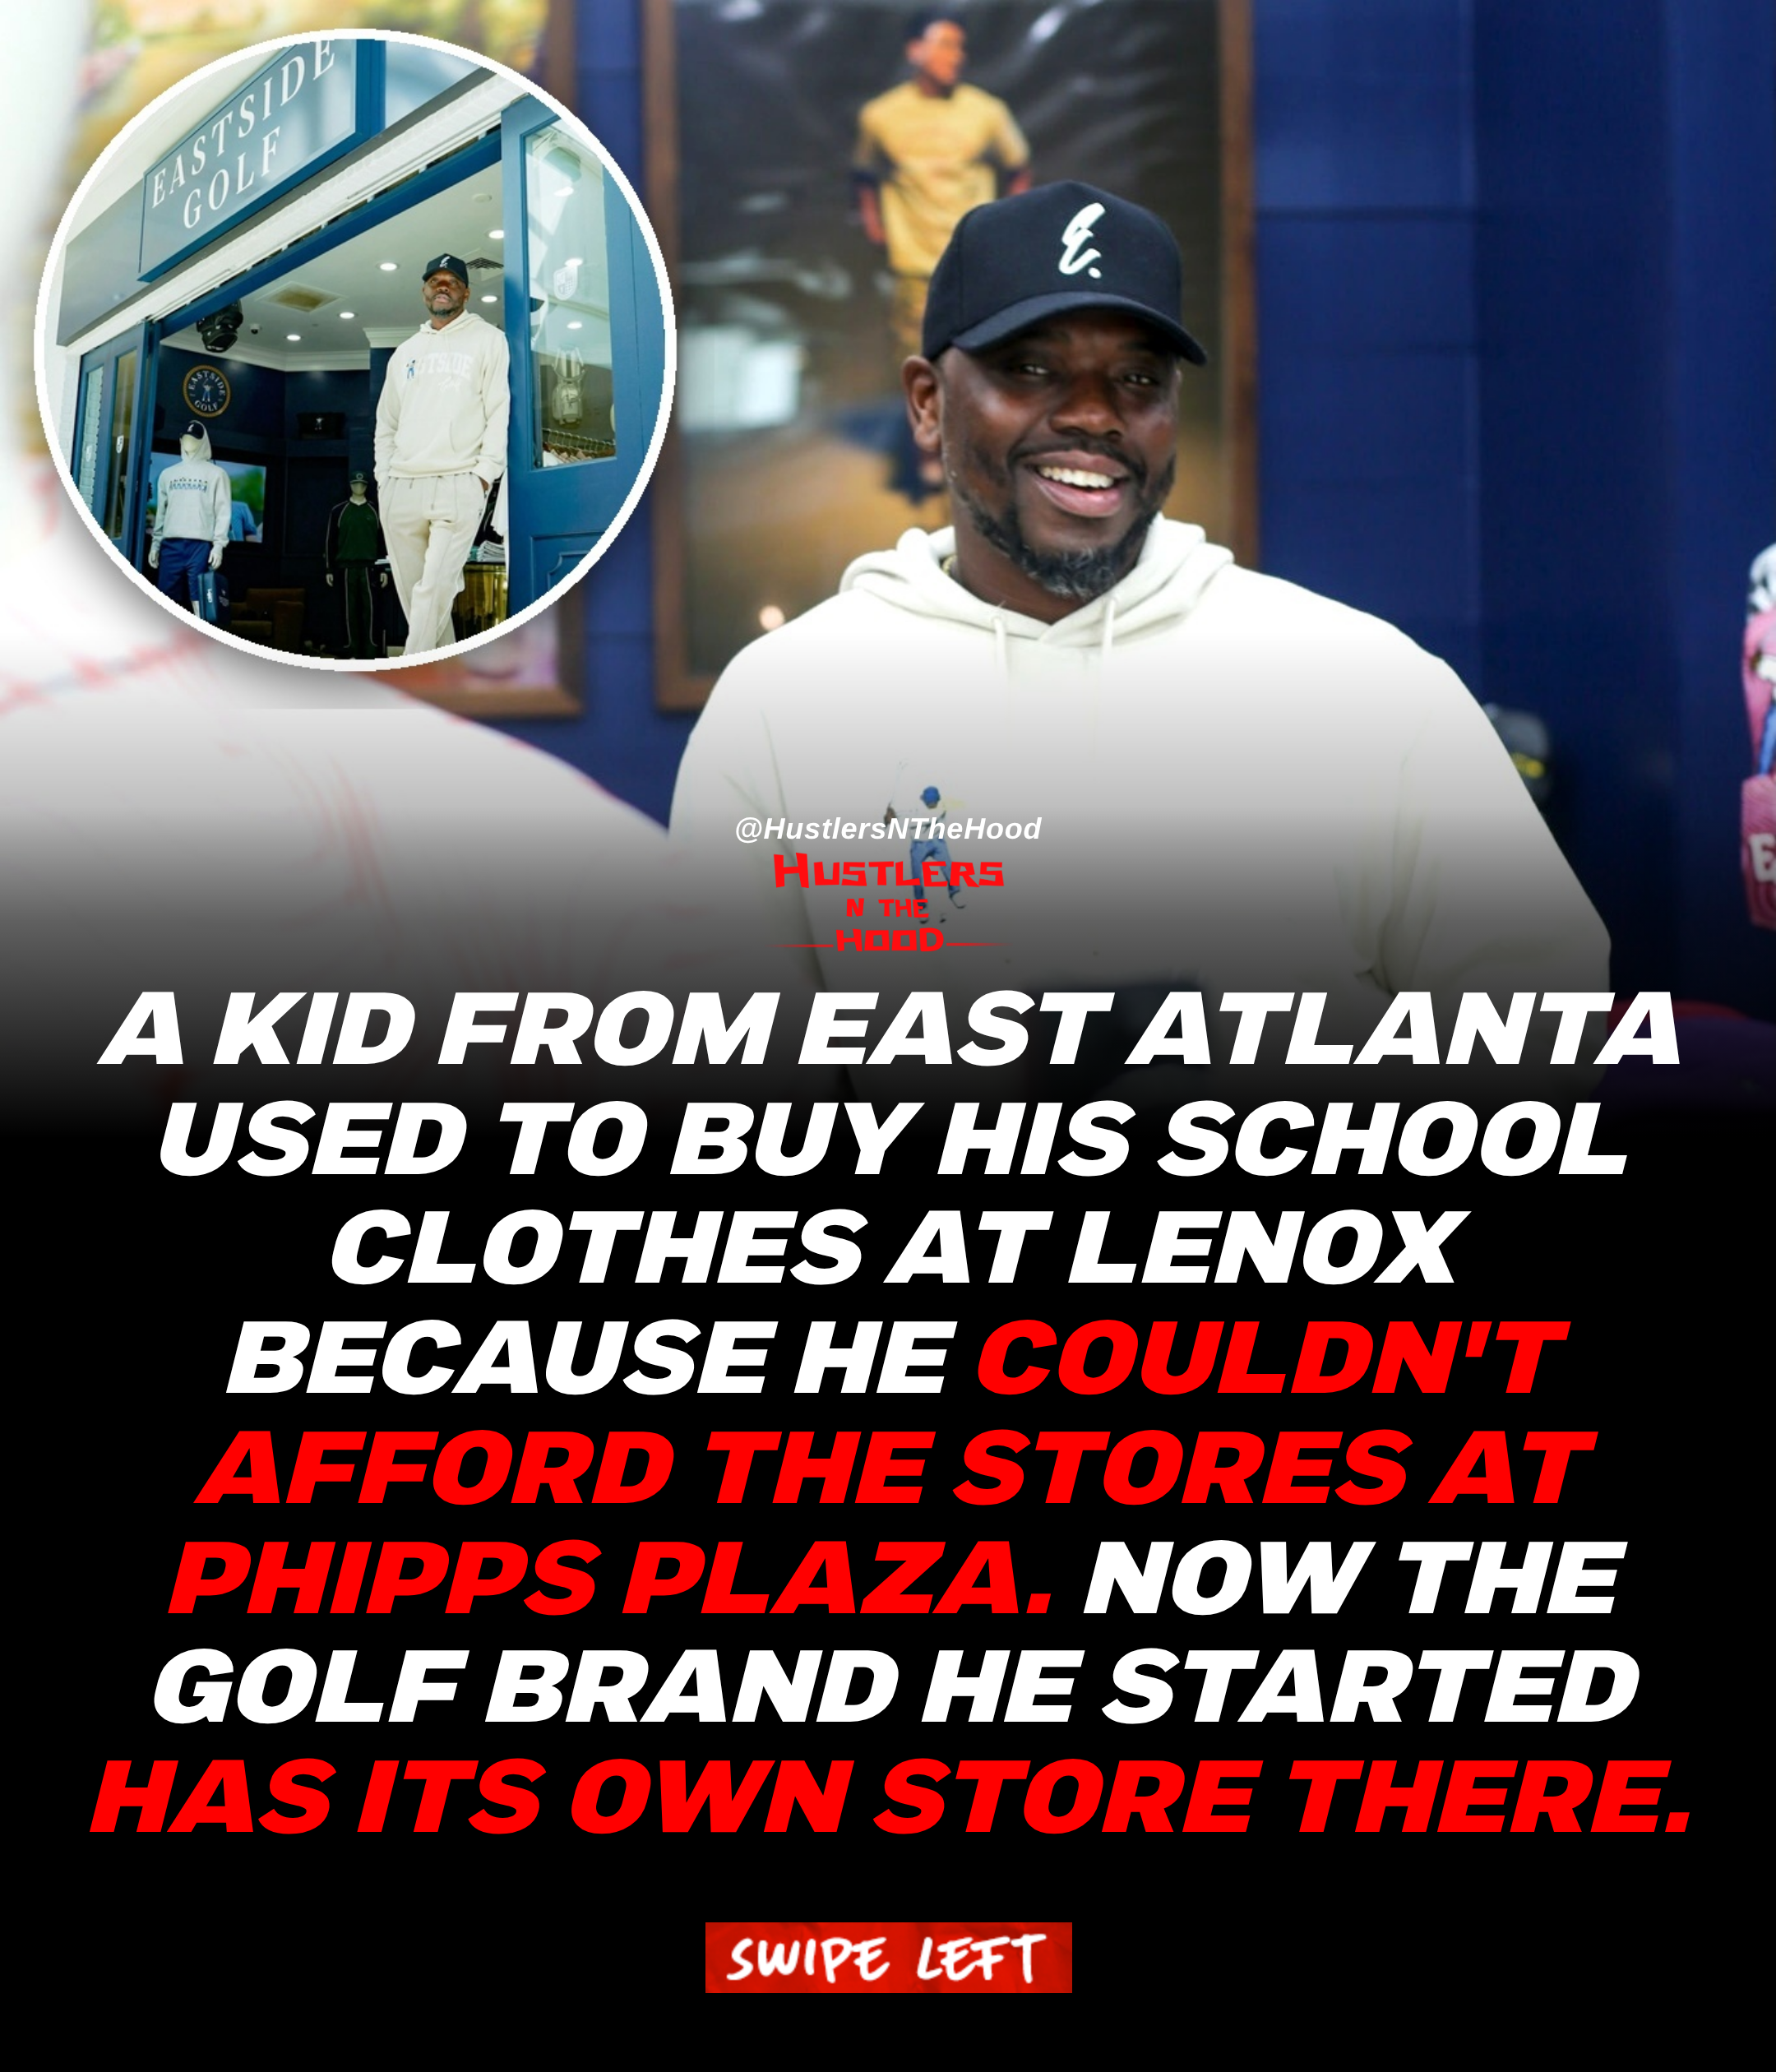 EASTSIDE
GOLF
EASTSIDE
GOLF
E.
@HustlersNTheHood
HUSTLERS
N THE
HOOD
A KID FROM EAST ATLANTA
USED TO BUY HIS SCHOOL
CLOTHES AT LENOX
BECAUSE HE COULDN'T
AFFORD THE STORES AT
PHIPPS PLAZA. NOW THE
GOLF BRAND HE STARTED
HAS ITS OWN STORE THERE.
SWIPE LEFT